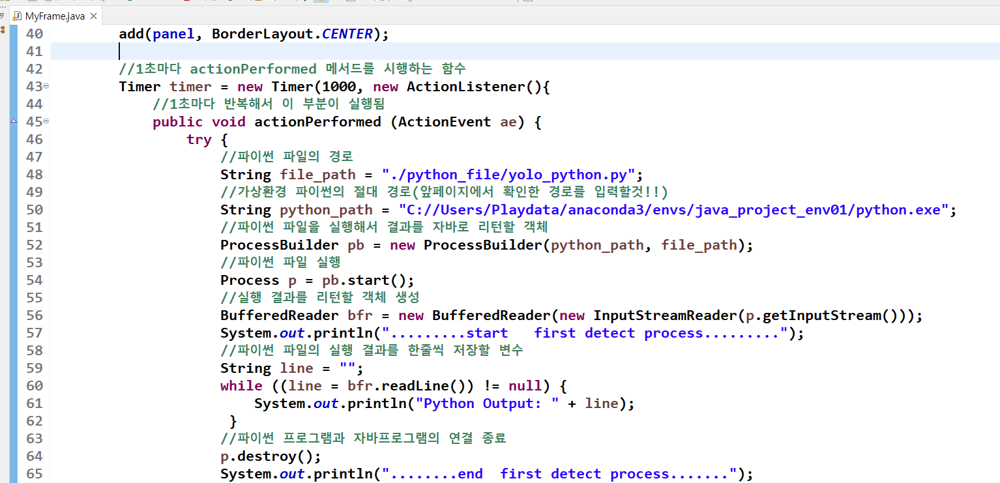 MyFrame.java
40 add(panel, BorderLayout.CENTER);
41
42 //1초마다 actionPerformed 메서드를 시행하는 함수
43 Timer timer = new Timer(1000, new ActionListener(){
44 //1초마다 반복해서 이 부분이 실행됨
45 public void actionPerformed (ActionEvent ae) {
46 try {
47 //파이썬 파일의 경로
48 String file_path = "./python_file/yolo_python.py";
49 //가상환경 파이썬의 절대 경로(앞페이지에서 확인한 경로를 입력할것!!)
50 String python_path = "C://Users/Playdata/anaconda3/envs/java_project_env01/python.exe";
51 //파이썬 파일을 실행해서 결과를 자바로 리턴할 객체
52 ProcessBuilder pb = new ProcessBuilder(python_path, file_path);
53 //파이썬 파일 실행
54 Process p = pb.start();
55 //실행 결과를 리턴할 객체 생성
56 BufferedReader bfr = new BufferedReader(new InputStreamReader(p.getInputStream()));
57 System.out.println(".........start   first detect process.........");
58 //파이썬 파일의 실행 결과를 한줄씩 저장할 변수
59 String line = "";
60 while ((line = bfr.readLine()) != null) {
61 System.out.println("Python Output: " + line);
62 }
63 //파이썬 프로그램과 자바프로그램의 연결 종료
64 p.destroy();
65 System.out.println("........end  first detect process.......");